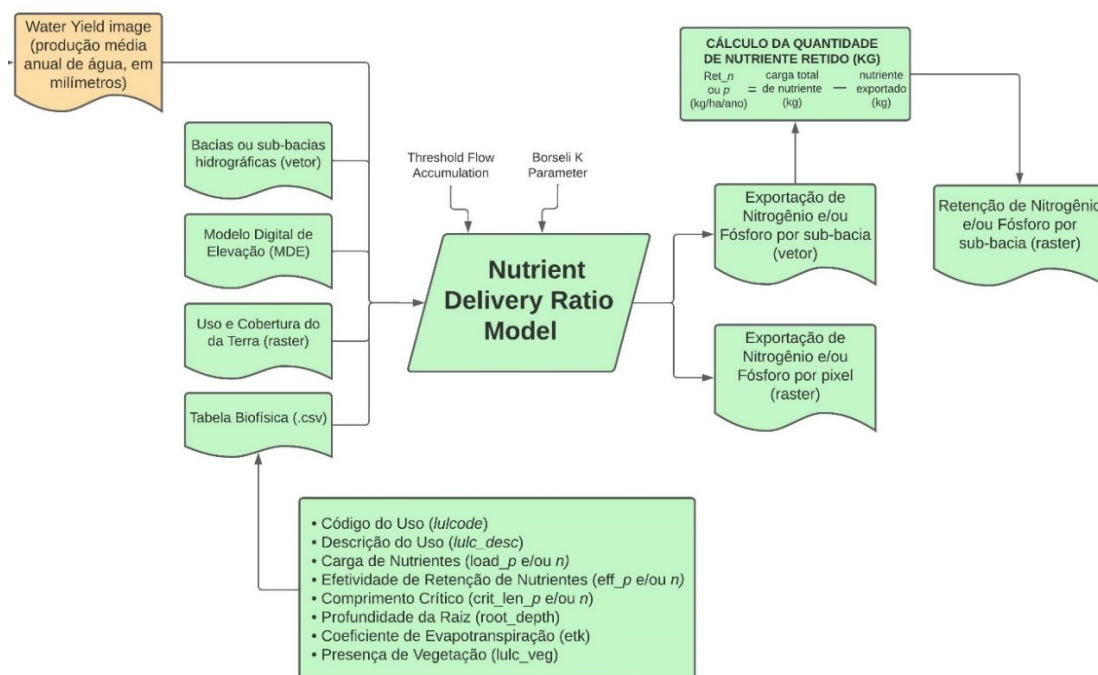 Water Yield image
(produção média
anual de água, em
milímetros)
Bacias ou sub-bacias
hidrográficas (vetor)
Modelo Digital de
Elevação (MDE)
Uso e Cobertura do
da Terra (raster)
Tabela Biofísica (.csv)
Threshold Flow
Accumulation
Borseli K
Parameter
Nutrient
Delivery Ratio
Model
CÁLCULO DA QUANTIDADE
DE NUTRIENTE RETIDO (KG)
Ret_n
ou p
(kg/ha/ano)
=
carga total
de nutriente
(kg)
—
nutriente
exportado
(kg)
Exportação de
Nitrogênio e/ou
Fósforo por sub-bacia
(vetor)
Retenção de Nitrogênio
e/ou Fósforo por
sub-bacia (raster)
Exportação de
Nitrogênio e/ou
Fósforo por pixel
(raster)
• Código do Uso (lulcode)
• Descrição do Uso (lulc_desc)
• Carga de Nutrientes (load_p e/ou n)
• Efetividade de Retenção de Nutrientes (eff_p e/ou n)
• Comprimento Crítico (crit_len_p e/ou n)
• Profundidade da Raiz (root_depth)
• Coeficiente de Evapotranspiração (etk)
• Presença de Vegetação (lulc_veg)